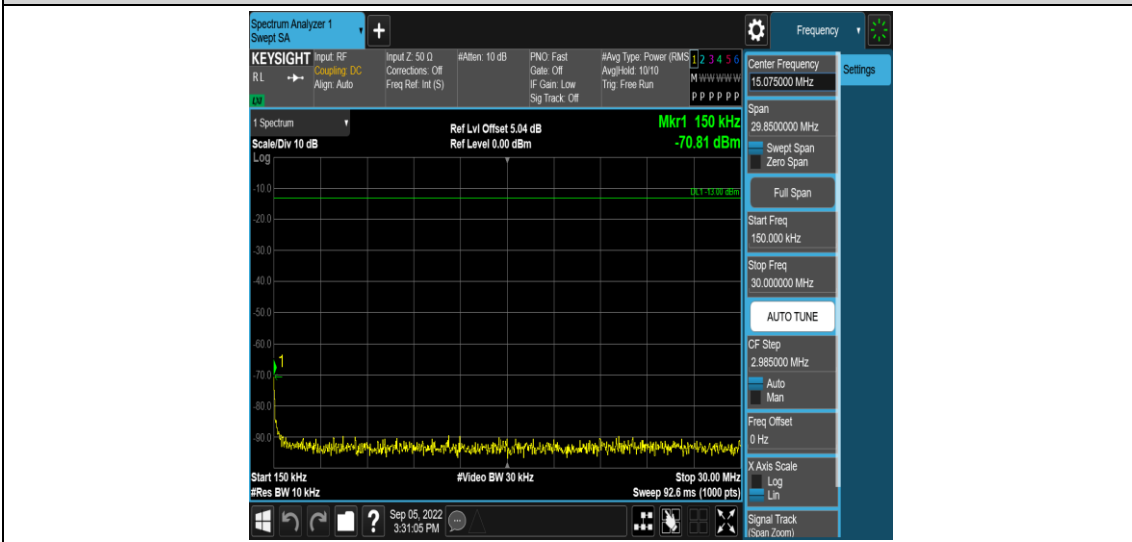 Spectrum Analyzer 1
Swept SA
+
Frequency
KEYSIGHT
RL
LXI
Input: RF
Coupling: DC
Align: Auto
Input Z: 50 Ω
Corrections: Off
Freq Ref: Int (S)
#Atten: 10 dB
PNO: Fast
Gate: Off
IF Gain: Low
Sig Track: Off
#Avg Type: Power (RMS
Avg|Hold: 10/10
Trig: Free Run
1 2 3 4 5 6
M W W W W W
P P P P P P
1 Spectrum
Scale/Div 10 dB
Log
Ref Lvl Offset 5.04 dB
Ref Level 0.00 dBm
Mkr1 150 kHz
-70.81 dBm
DL1 -13.00 dBm
-10.0
-20.0
-30.0
-40.0
-50.0
-60.0
1
-70.0
-80.0
-90.0
Start 150 kHz
#Res BW 10 kHz
#Video BW 30 kHz
Stop 30.00 MHz
Sweep 92.6 ms (1000 pts)
?
Sep 05, 2022
3:31:05 PM
Settings
Center Frequency
15.075000 MHz
Span
29.8500000 MHz
Swept Span
Zero Span
Full Span
Start Freq
150.000 kHz
Stop Freq
30.000000 MHz
AUTO TUNE
CF Step
2.985000 MHz
Auto
Man
Freq Offset
0 Hz
X Axis Scale
Log
Lin
Signal Track
(Span Zoom)